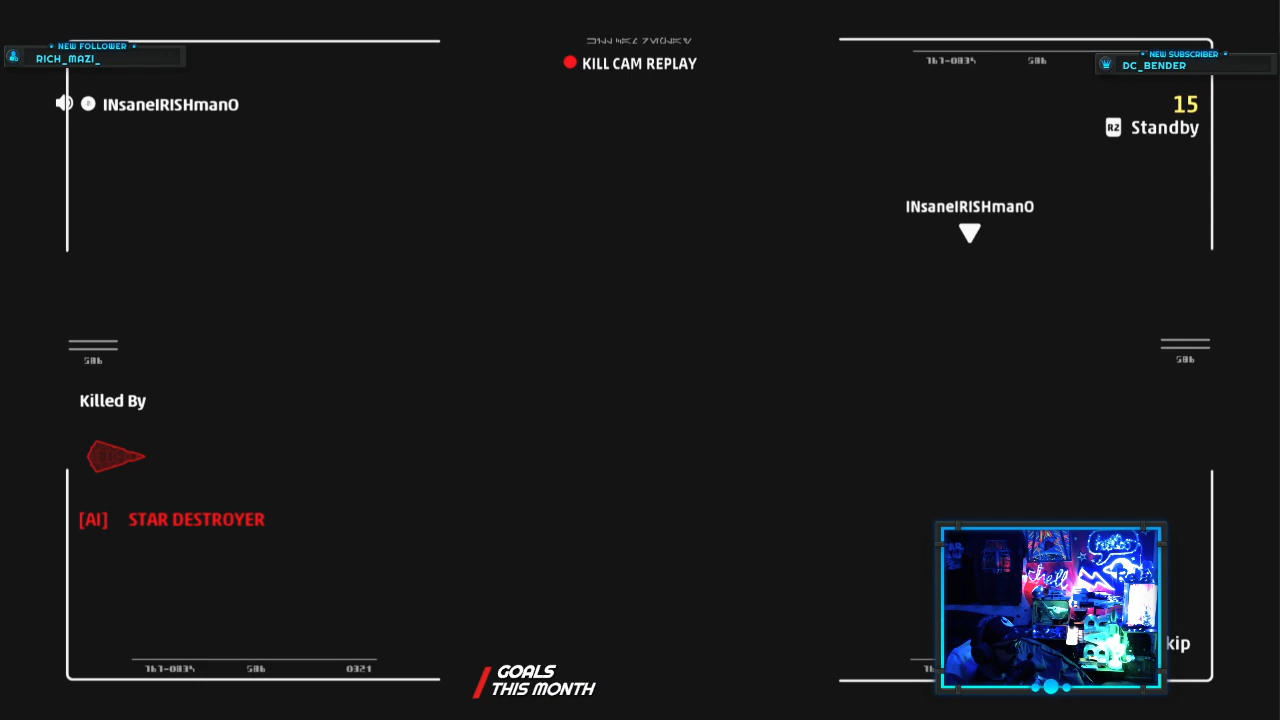 NEW FOLLOWER
RICH_MAZI_
KILL CAM REPLAY
NEW SUBSCRIBER
DC_BENDER
INsaneIRISHmanO
15
R2 Standby
INsaneIRISHmanO
Killed By
[AI] STAR DESTROYER
kip
GOALS
THIS MONTH